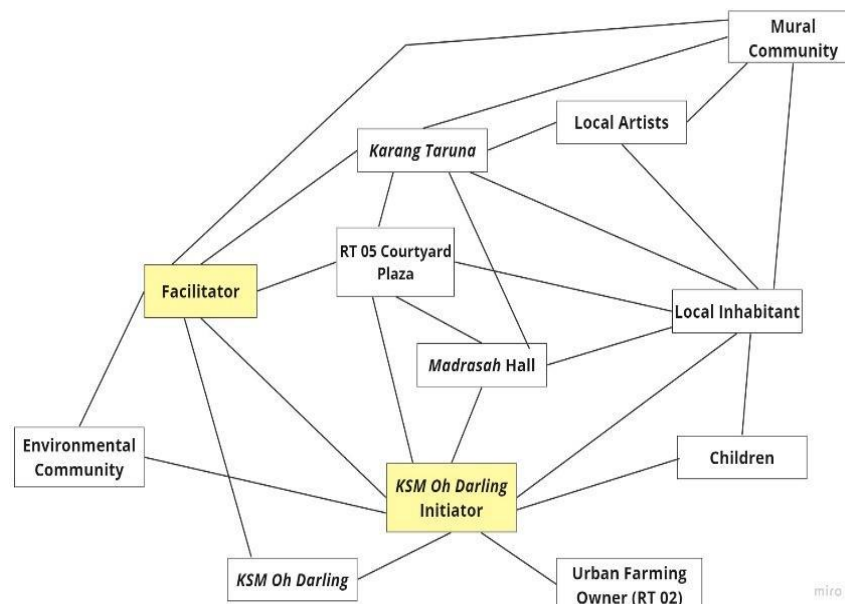 Mural
Community
Local Artists
Karang Taruna
RT 05 Courtyard
Plaza
Facilitator
Local Inhabitant
Madrasah Hall
Environmental
Community
Children
KSM Oh Darling
Initiator
KSM Oh Darling
Urban Farming
Owner (RT 02)
miro